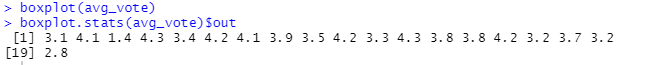 > boxplot(avg_vote)
> boxplot.stats(avg_vote)$out
[1] 3.1 4.1 1.4 4.3 3.4 4.2 4.1 3.9 3.5 4.2 3.3 4.3 3.8 3.8 4.2 3.2 3.7 3.2
[19] 2.8